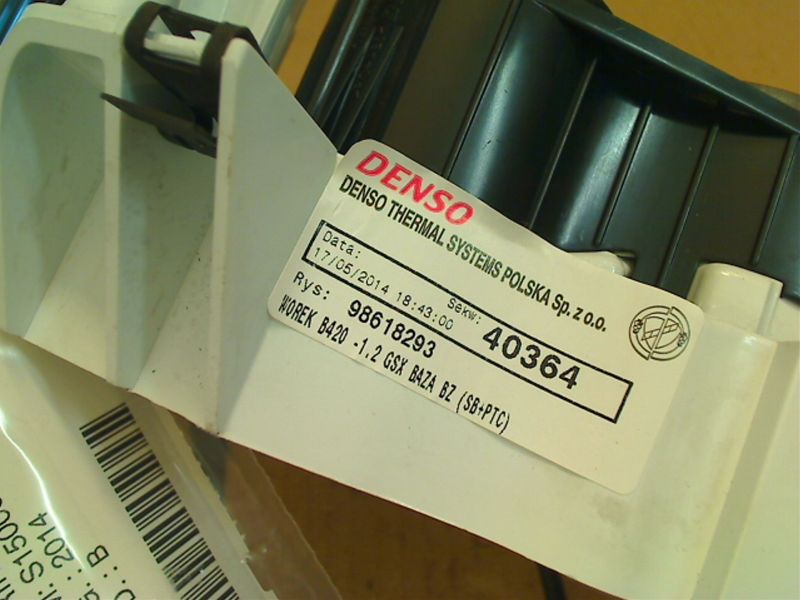 DENSO
DENSO THERMAL SYSTEMS POLSKA Sp. z o.o.
Data: Sekw:
17/05/2014 18:43:00 40364
Rys: 98618293
WOREK B420 -1.2 GSX BAZA BZ (SB+PTC)
2014
: B